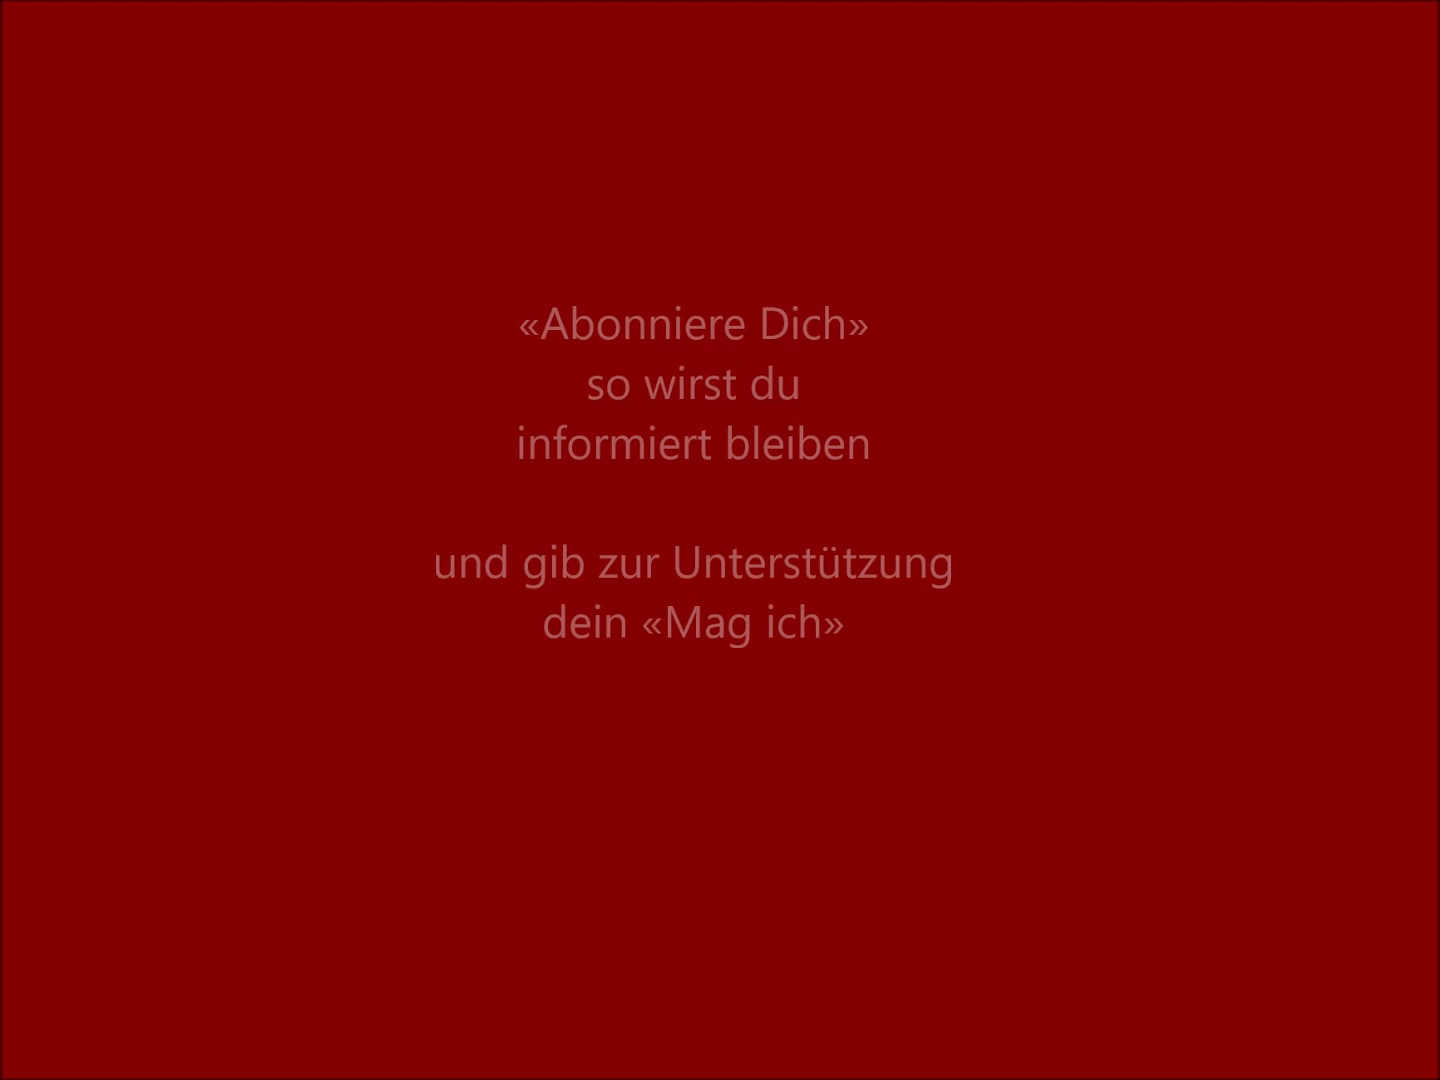 «Abonniere Dich»
so wirst du
informiert bleiben
und gib zur Unterstützung
dein «Mag ich»